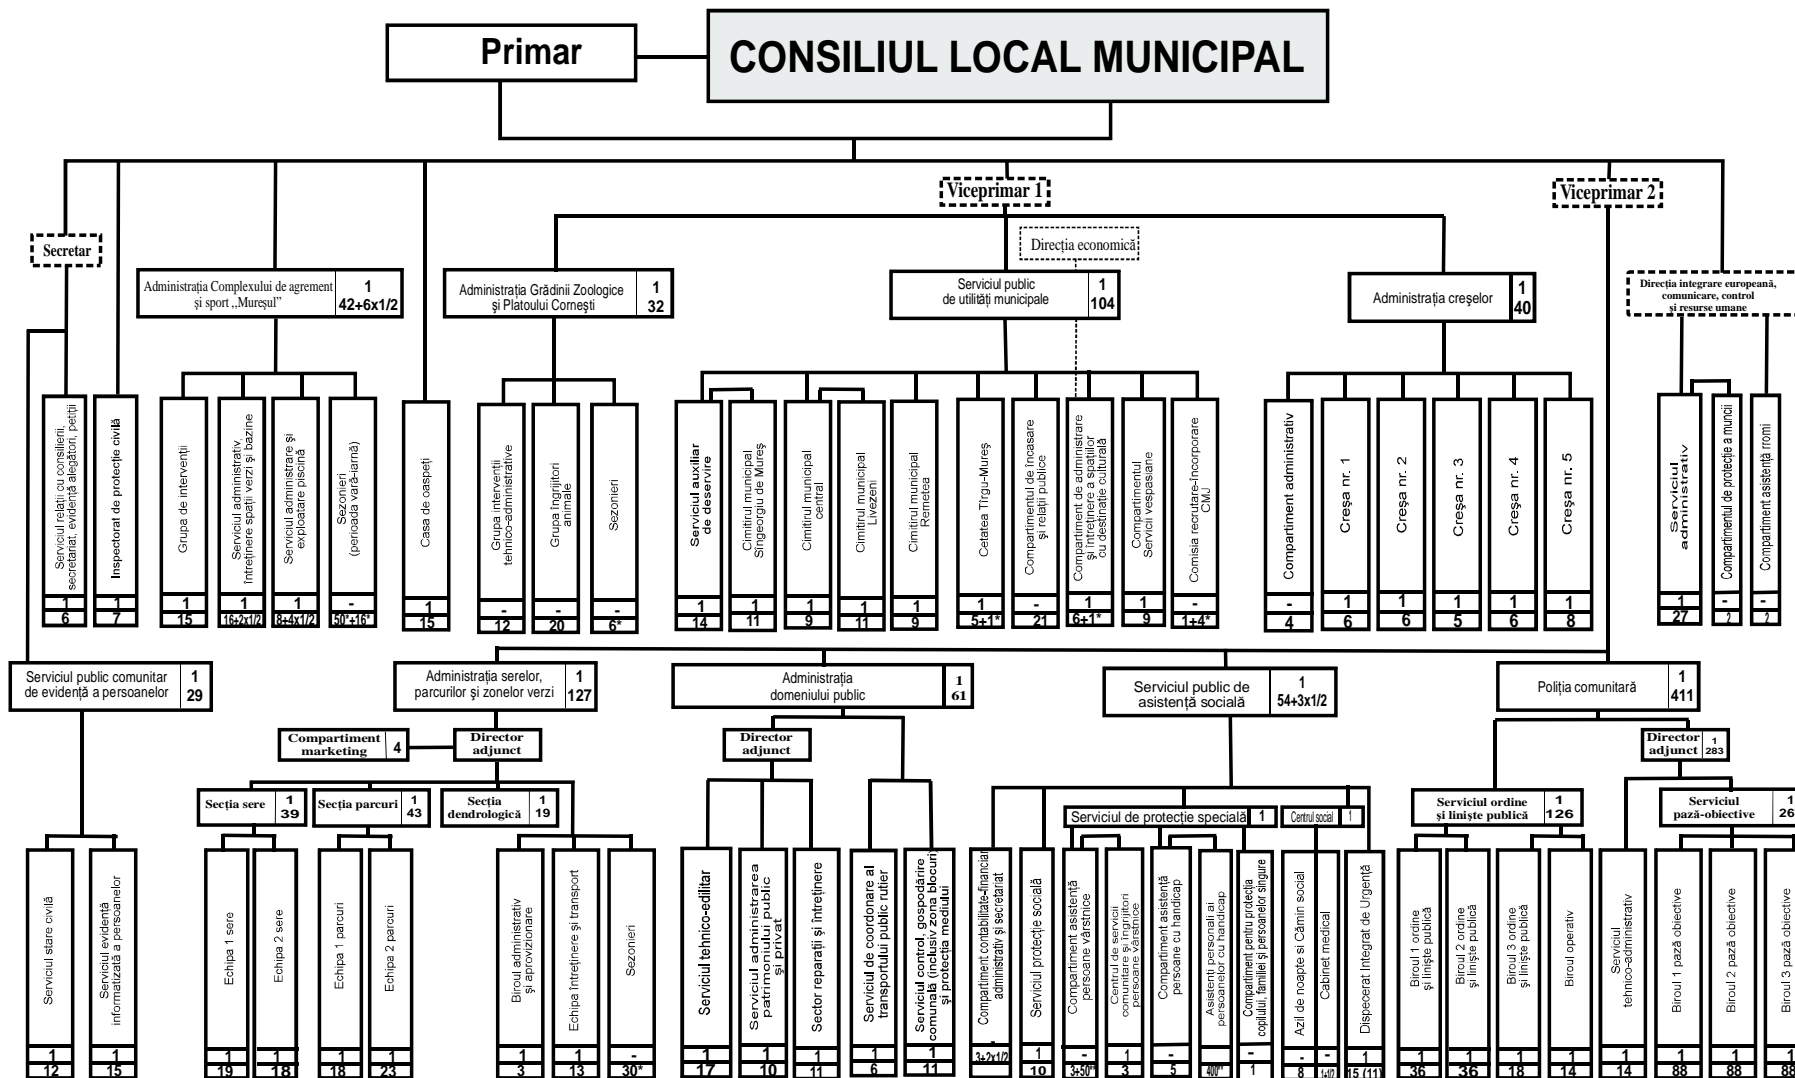 Primar
CONSILIUL LOCAL MUNICIPAL
Viceprimar 1
Viceprimar 2
Secretar
Direcția economică
Administrația Complexului de agrement
și sport ,,Mureșul”
1
42+6x1/2
Administrația Grădinii Zoologice
și Platoului Cornești
1
32
Serviciul public
de utilități municipale
1
104
Administrația creșelor
1
40
Direcția integrare europeană,
comunicare, control
și resurse umane
Serviciul relații cu consilierii,
secretariat, evidență alegători, petiții
1
6
Inspectorat de protecție civilă
1
7
Grupa de intervenții
1
15
Serviciul administrativ,
întreținere spații verzi și bazine
1
16+2x1/2
Serviciul administrare și
exploatare piscină
1
8+4x1/2
Sezonieri
(perioada vară-iarnă)
-
50*+16*
Casa de oaspeți
1
15
Grupa intervenții
tehnico-administrative
-
12
Grupa îngrijitori
animale
-
20
Sezonieri
-
6*
Serviciul auxiliar
de deservire
1
14
Cimitirul municipal
Sîngeorgiu de Mureș
1
11
Cimitirul municipal
central
1
9
Cimitirul municipal
Livezeni
1
11
Cimitirul municipal
Remetea
1
9
Cetatea Tîrgu-Mureș
1
5+1*
Compartimentul de încasare
și relații publice
-
21
Compartiment de administrare
și întreținere a spațiilor
cu destinație culturală
1
6+1*
Compartimentul
Servicii vespasiane
1
9
Comisia recrutare-încorporare
CMJ
-
1+4*
Compartiment administrativ
-
4
Creșa nr. 1
1
6
Creșa nr. 2
1
6
Creșa nr. 3
1
5
Creșa nr. 4
1
6
Creșa nr. 5
1
8
Serviciul
administrativ
1
27
Compartimentul de protecție a muncii
-
2
Compartiment asistență rromi
-
2
Serviciul public comunitar
de evidență a persoanelor
1
29
Administrația serelor,
parcurilor și zonelor verzi
1
127
Administrația
domeniului public
1
61
Serviciul public de
asistență socială
1
54+3x1/2
Poliția comunitară
1
411
Compartiment
marketing
4
Director
adjunct
Director
adjunct
Director
adjunct
1
283
Secția sere
1
39
Secția parcuri
1
43
Secția
dendrologică
1
19
Serviciul de protecție specială
1
Centrul social
1
Serviciul ordine
și liniște publică
1
126
Serviciul
pază-obiective
1
26
Serviciul stare civilă
1
12
Serviciul evidență
informatizată a persoanelor
1
15
Echipa 1 sere
1
19
Echipa 2 sere
1
18
Echipa 1 parcuri
1
18
Echipa 2 parcuri
1
23
Biroul administrativ
și aprovizionare
1
3
Echipa întreținere și transport
1
13
Sezonieri
-
30*
Serviciul tehnico-edilitar
1
17
Serviciul administrarea
patrimoniului public
și privat
1
10
Sector reparații și întreținere
1
11
Serviciul de coordonare al
transportului public rutier
1
6
Serviciul control, gospodărire
comunală (inclusiv zona blocuri)
și protecția mediului
1
11
Compartiment contabilitate-financiar
administrativ și secretariat
-
3+2x1/2
Serviciul protecție socială
1
10
Compartiment asistență
persoane vârstnice
-
3+50**
Centrul de servicii
comunitare și îngrijitori
persoane vârstnice
1
3
Compartiment asistență
persoane cu handicap
-
5
Asistenți personali ai
persoanelor cu handicap
-
400**
Compartiment pentru protecția
copilului, familiei și persoanelor singure
-
1
Azil de noapte si Cămin social
-
8
Cabinet medical
-
1+1/2
Dispecerat Integrat de Urgență
1
15 (11)
Biroul 1 ordine
și liniște publică
1
36
Biroul 2 ordine
și liniște publică
1
36
Biroul 3 ordine
și liniște publică
1
18
Biroul operativ
1
14
Serviciul
tehnico-administrativ
1
14
Biroul 1 pază obiective
1
88
Biroul 2 pază obiective
1
88
Biroul 3 pază obiective
1
88